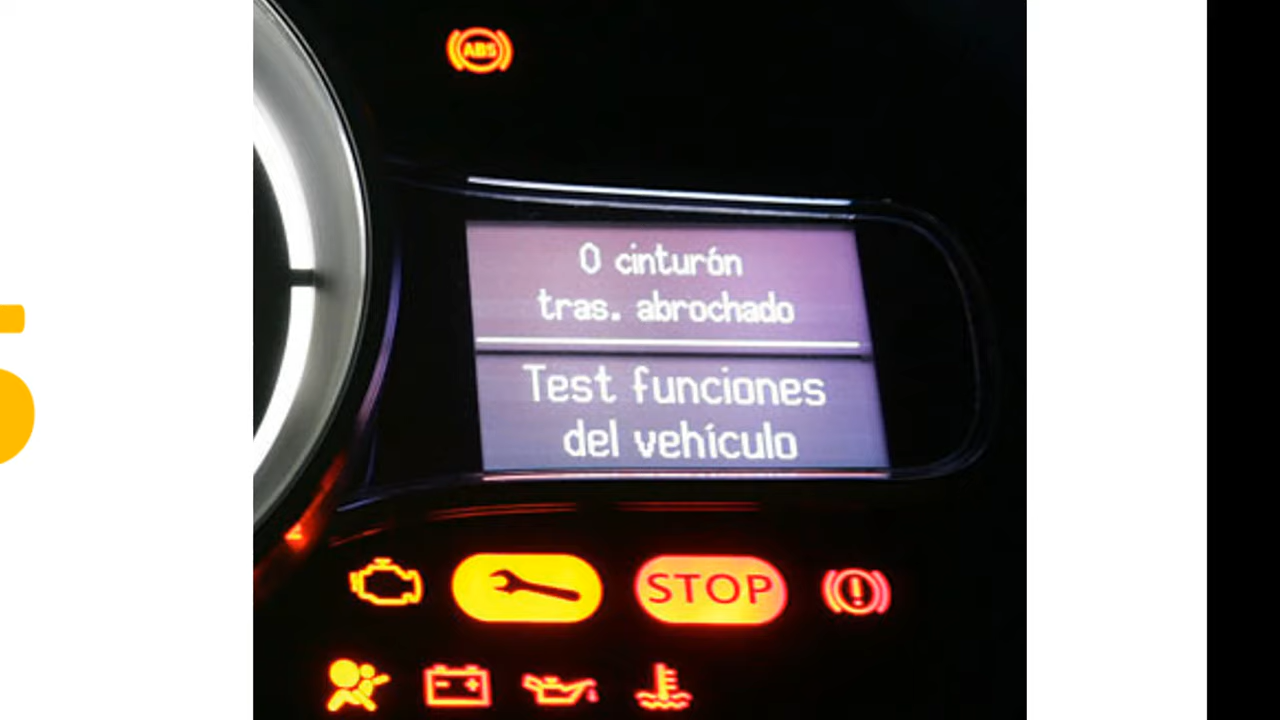 ABS
0 cinturón
tras. abrochado
Test funciones
del vehículo
STOP